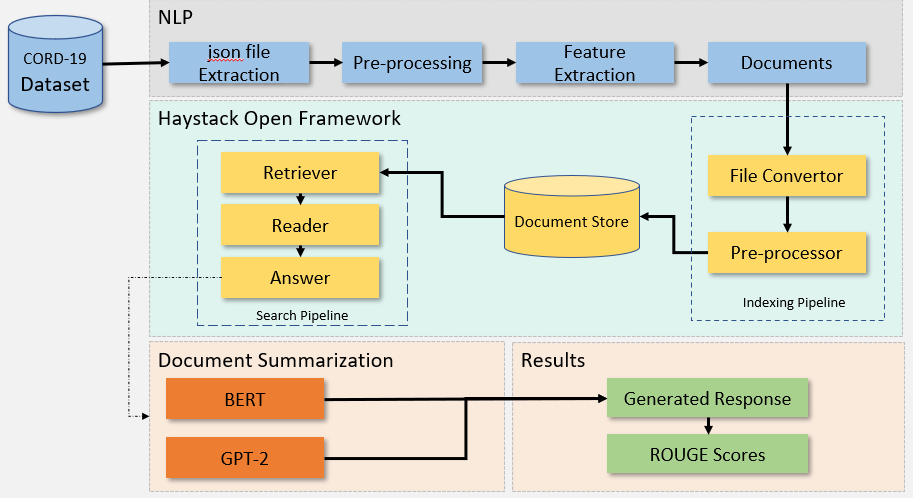 NLP
CORD-19
Dataset
json file
Extraction
Pre-processing
Feature
Extraction
Documents
Haystack Open Framework
Retriever
Reader
Answer
Search Pipeline
Document Store
File Convertor
Pre-processor
Indexing Pipeline
Document Summarization
BERT
GPT-2
Results
Generated Response
ROUGE Scores